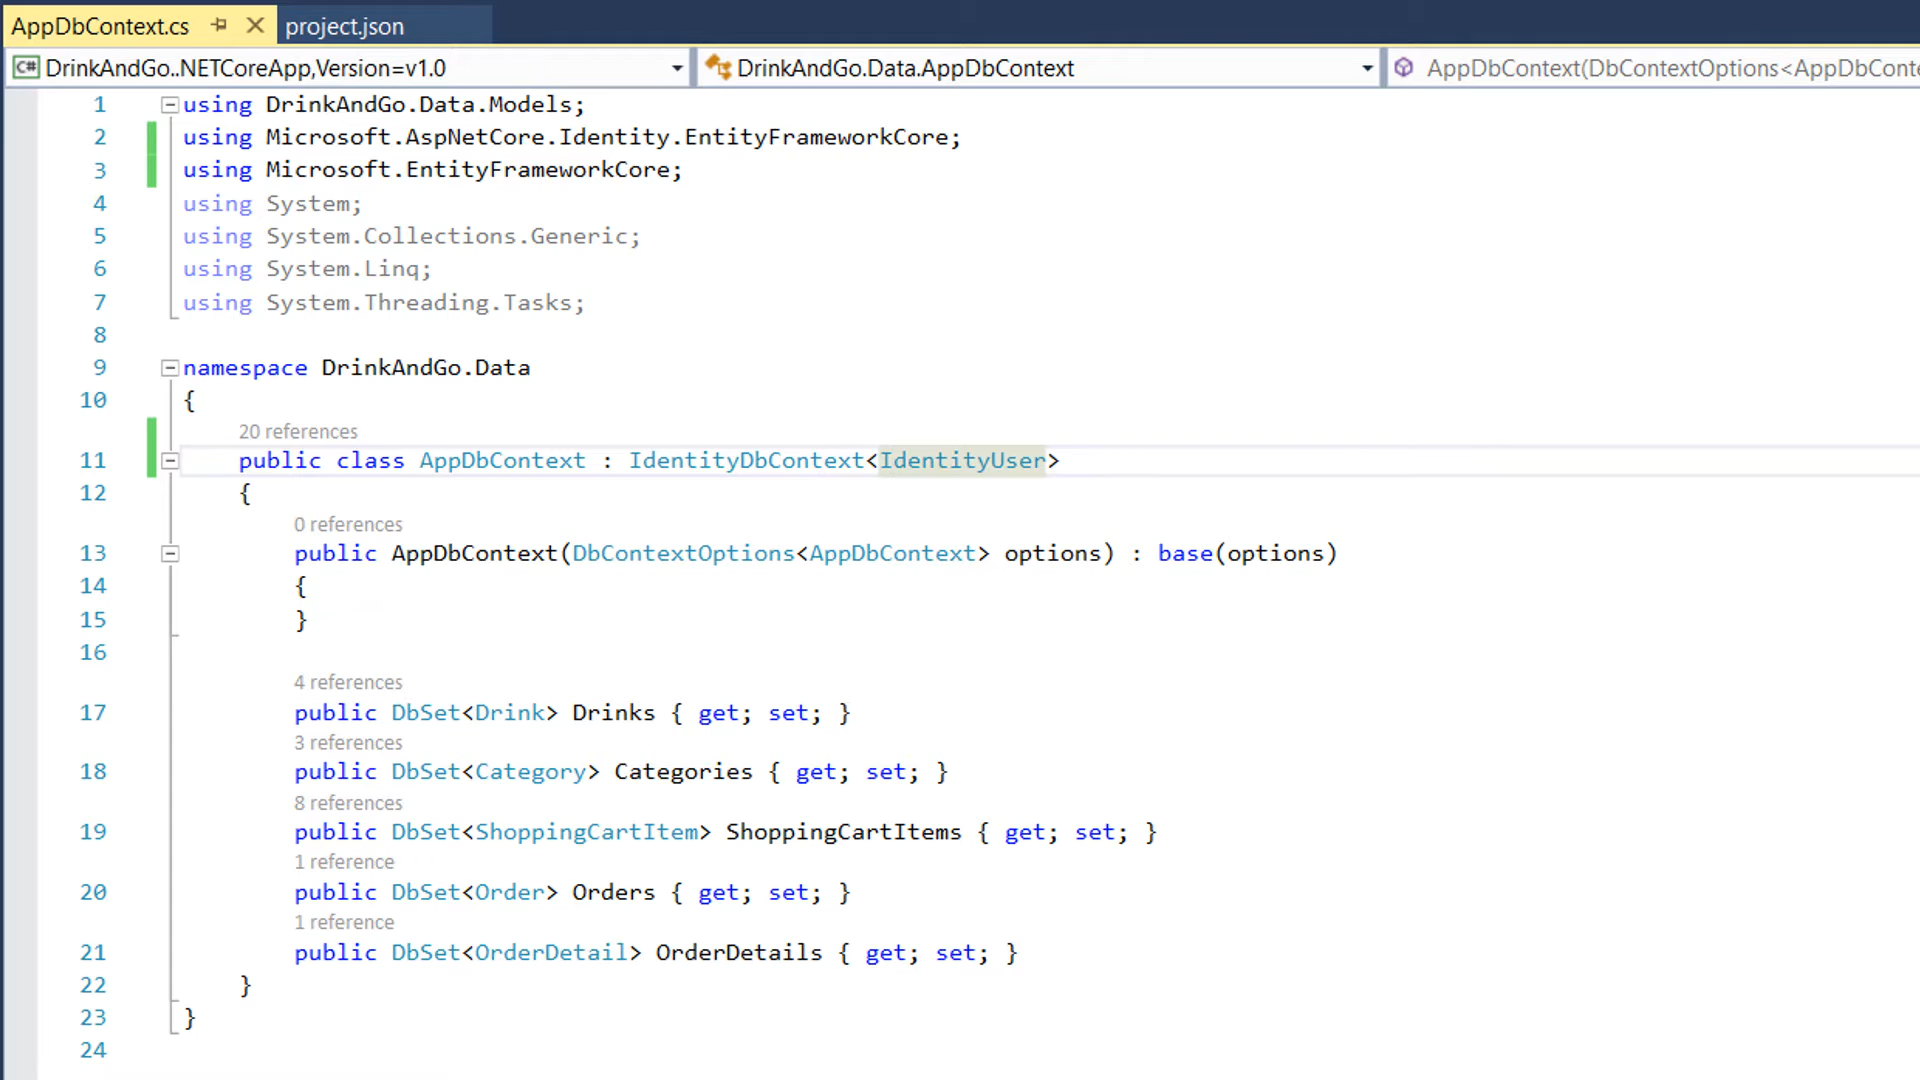 AppDbContext.cs project.json
C# DrinkAndGo..NETCoreApp,Version=v1.0 DrinkAndGo.Data.AppDbContext AppDbContext(DbContextOptions<AppDbConte
1 using DrinkAndGo.Data.Models;
2 using Microsoft.AspNetCore.Identity.EntityFrameworkCore;
3 using Microsoft.EntityFrameworkCore;
4 using System;
5 using System.Collections.Generic;
6 using System.Linq;
7 using System.Threading.Tasks;
8
9 namespace DrinkAndGo.Data
10 {
20 references
11 public class AppDbContext : IdentityDbContext<IdentityUser>
12 {
0 references
13 public AppDbContext(DbContextOptions<AppDbContext> options) : base(options)
14 {
15 }
16
4 references
17 public DbSet<Drink> Drinks { get; set; }
3 references
18 public DbSet<Category> Categories { get; set; }
8 references
19 public DbSet<ShoppingCartItem> ShoppingCartItems { get; set; }
1 reference
20 public DbSet<Order> Orders { get; set; }
1 reference
21 public DbSet<OrderDetail> OrderDetails { get; set; }
22 }
23 }
24